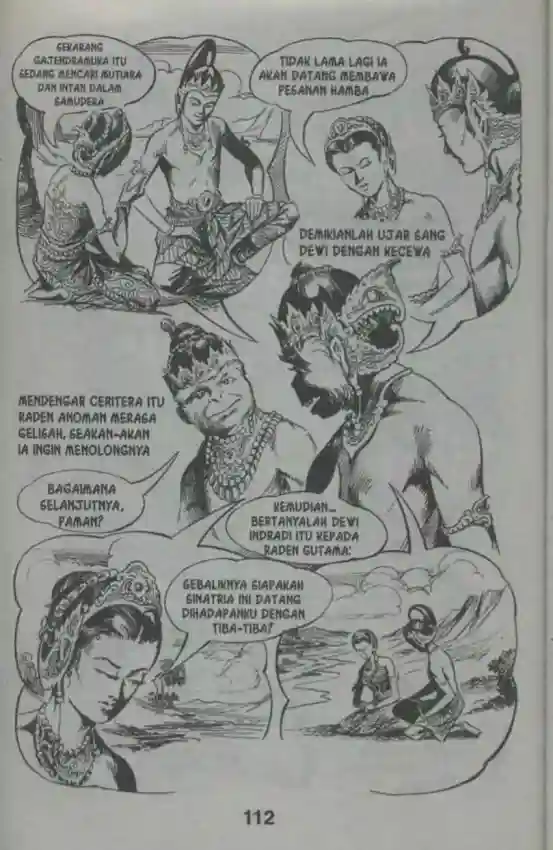 SEKARANG
GAJENDRAMUKA ITU
SEDANG MENCARI MUTIARA
DAN INTAN DALAM
SAMUDERA
TIDAK LAMA LAGI IA
AKAN DATANG MEMBAWA
PESANAN HAMBA
DEMIKIANLAH UJAR SANG
DEWI DENGAN KECEWA
MENDENGAR CERITERA ITU
RADEN ANOMAN MERASA
GELISAH, SEAKAN-AKAN
IA INGIN MENOLONGNYA
BAGAIMANA
SELANJUTNYA,
PAMAN?
KEMUDIAN...
BERTANYALAH DEWI
INDRADI ITU KEPADA
RADEN GUTAMA:
SEBALIKNYA SIAPAKAH
SINATRIA INI DATANG
DIHADAPANKU DENGAN
TIBA-TIBA?
112